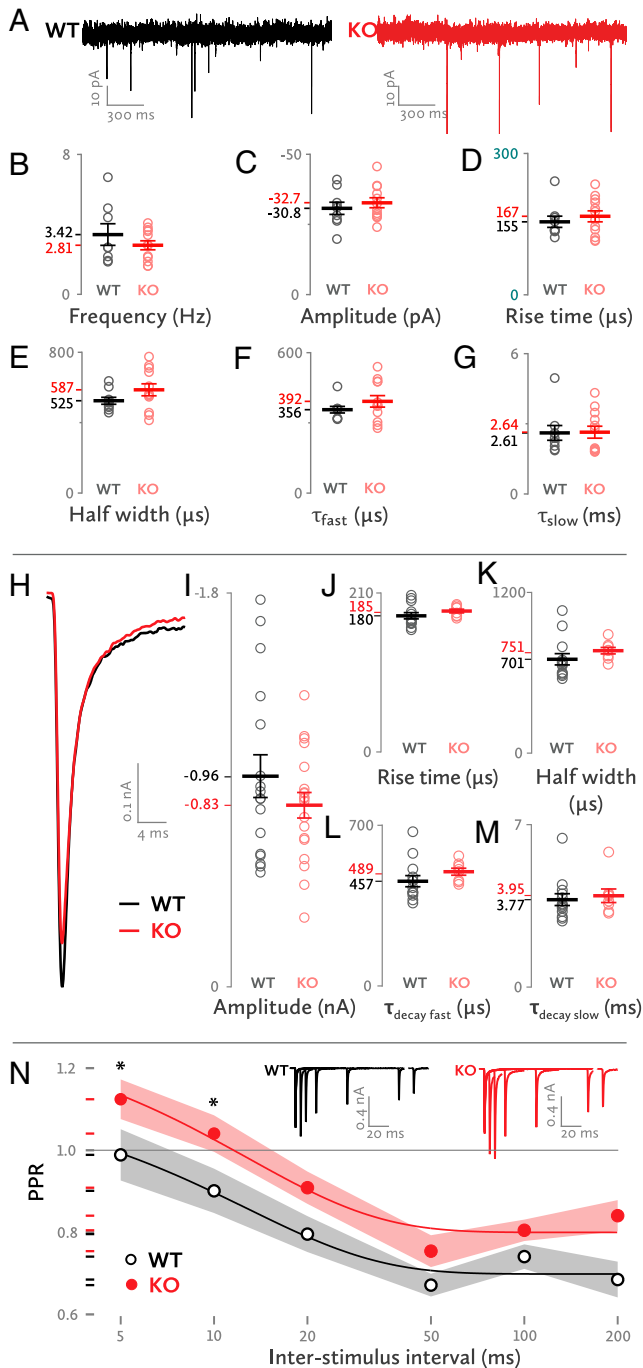 A
WT
KO
10 pA
300 ms
10 pA
300 ms
B
8
3.42
2.81
0
WT
KO
Frequency (Hz)
C
-50
-32.7
-30.8
0
WT
KO
Amplitude (pA)
D
300
167
155
0
WT
KO
Rise time (μs)
E
800
587
525
0
WT
KO
Half width (μs)
F
600
392
356
0
WT
KO
τfast (μs)
G
6
2.64
2.61
0
WT
KO
τslow (ms)
H
0.1 nA
4 ms
WT
KO
I
-1.8
-0.96
-0.83
0
WT
KO
Amplitude (nA)
J
210
185
180
0
WT
KO
Rise time (μs)
K
1200
751
701
0
WT
KO
Half width
(μs)
L
700
489
457
0
WT
KO
τdecay fast (μs)
M
7
3.95
3.77
0
WT
KO
τdecay slow (ms)
N
1.2
1.0
0.8
0.6
PPR
*
*
WT
0.4 nA
20 ms
KO
0.4 nA
20 ms
WT
KO
5
10
20
50
100
200
Inter-stimulus interval (ms)